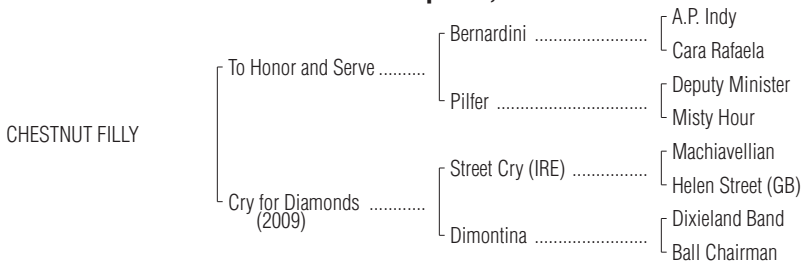 A.P. Indy
Bernardini ..............................
Cara Rafaela
To Honor and Serve ..........
Deputy Minister
Pilfer ........................................
Misty Hour
CHESTNUT FILLY
Machiavellian
Street Cry (IRE) ....................
Helen Street (GB)
Cry for Diamonds ............
(2009)
Dixieland Band
Dimontina ..............................
Ball Chairman